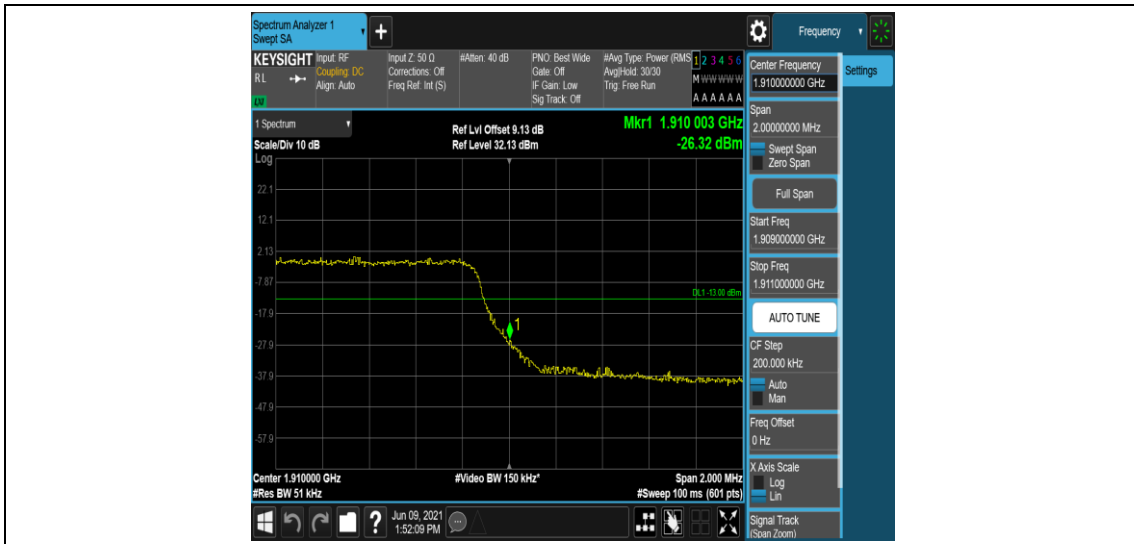 Spectrum Analyzer 1
Swept SA
+
Frequency
KEYSIGHT
RL
LXI
Input: RF
Coupling: DC
Align: Auto
Input Z: 50 Ω
Corrections: Off
Freq Ref: Int (S)
#Atten: 40 dB
PNO: Best Wide
Gate: Off
IF Gain: Low
Sig Track: Off
#Avg Type: Power (RMS
Avg|Hold: 30/30
Trig: Free Run
1 2 3 4 5 6
M W W W W W
A A A A A A
Center Frequency
1.910000000 GHz
Settings
Span
2.00000000 MHz
Swept Span
Zero Span
Full Span
Start Freq
1.909000000 GHz
Stop Freq
1.911000000 GHz
AUTO TUNE
CF Step
200.000 kHz
Auto
Man
Freq Offset
0 Hz
X Axis Scale
Log
Lin
Signal Track
(Span Zoom)
1 Spectrum
Scale/Div 10 dB
Log
Ref Lvl Offset 9.13 dB
Ref Level 32.13 dBm
Mkr1 1.910 003 GHz
-26.32 dBm
22.1
12.1
2.13
-7.87
DL1 -13.00 dBm
-17.9
1
-27.9
-37.9
-47.9
-57.9
Center 1.910000 GHz
#Video BW 150 kHz*
Span 2.000 MHz
#Res BW 51 kHz
#Sweep 100 ms (601 pts)
?
Jun 09, 2021
1:52:09 PM